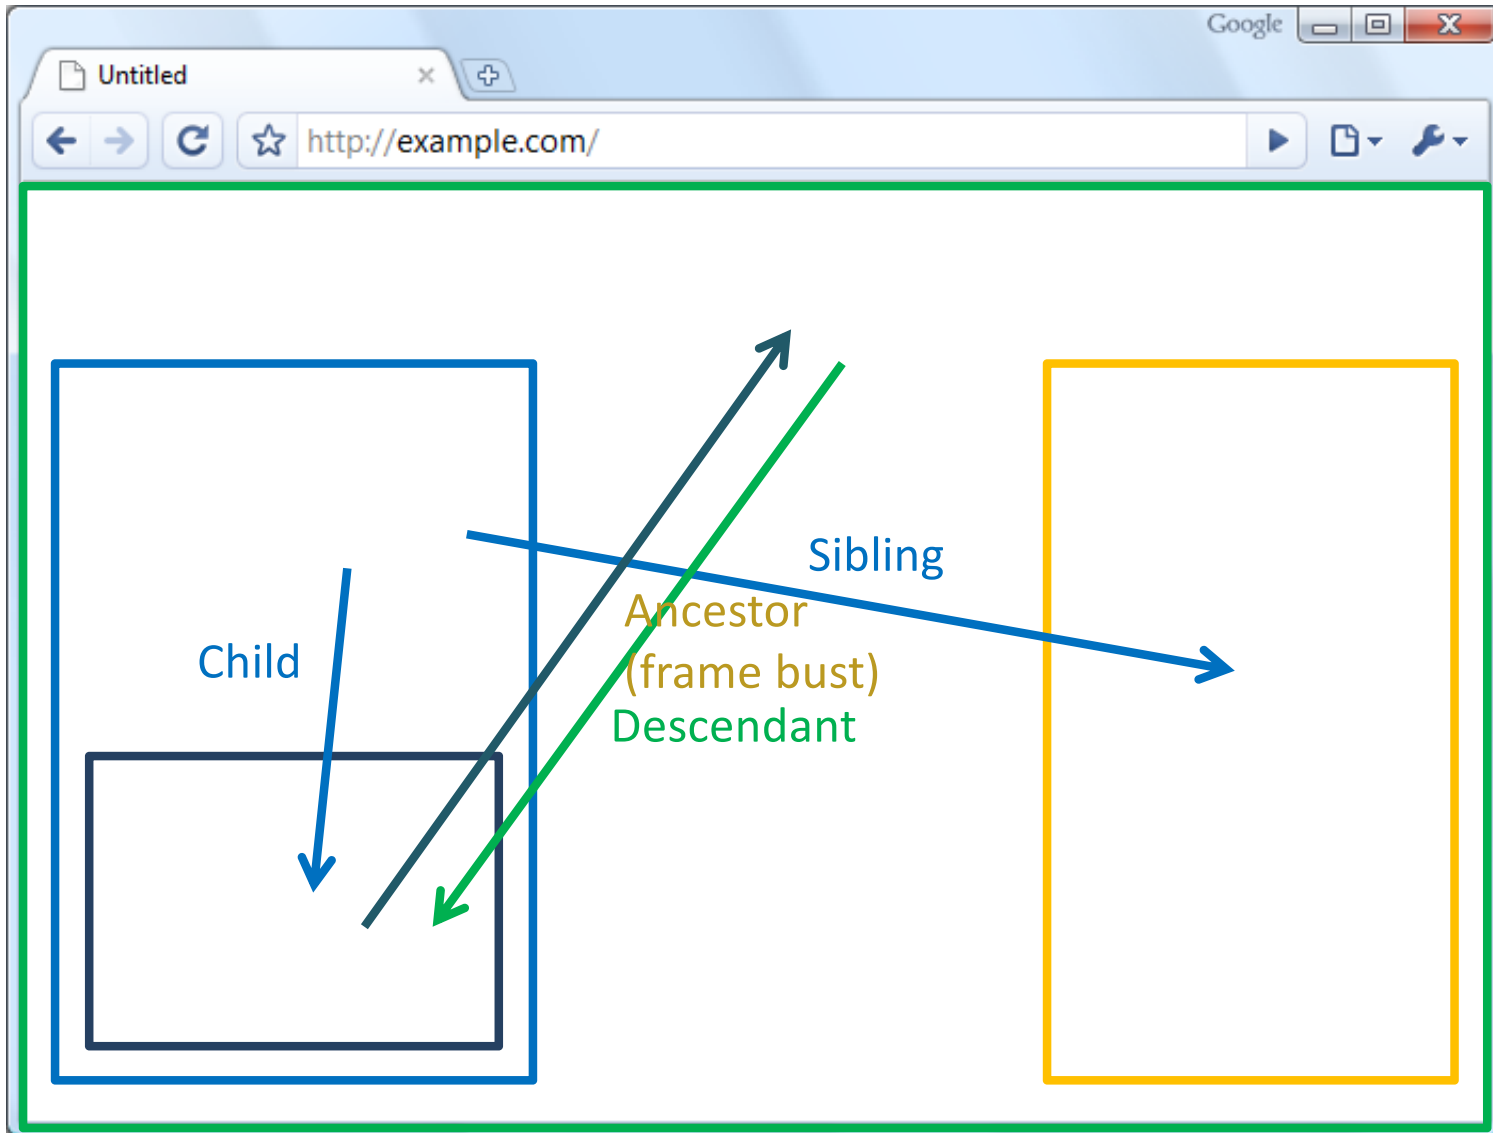 Google
Untitled
http://example.com/
Sibling
Ancestor
(frame bust)
Child
Descendant